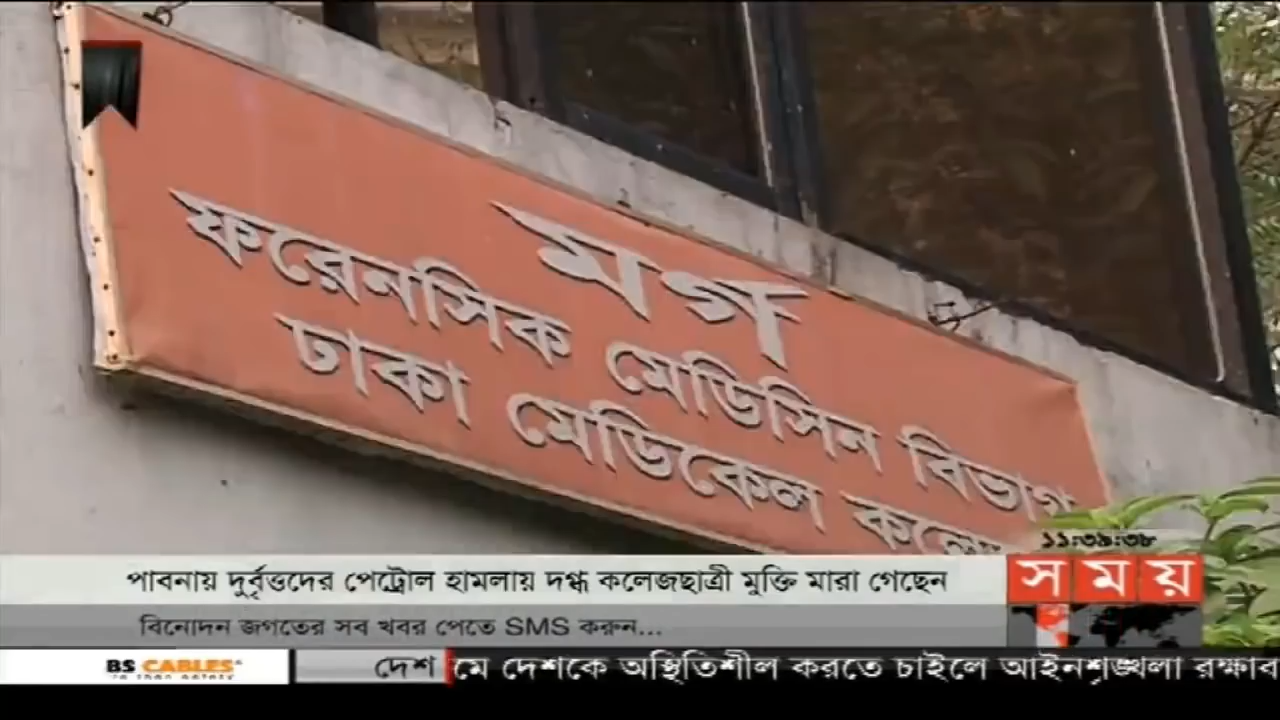 মর্গ
ফরেনসিক মেডিসিন বিভাগ
ঢাকা মেডিকেল
১১:৩৯:৩৮
পাবনায় দুর্বৃত্তদের পেট্রোল হামলায় দগ্ধ কলেজছাত্রী মুক্তি মারা গেছেন
সময়
বিনোদন জগতের সব খবর পেতে SMS করুন...
BS CABLES
দেশ মে দেশকে অস্থিতিশীল করতে চাইলে আইনশৃঙ্খলা রক্ষাব